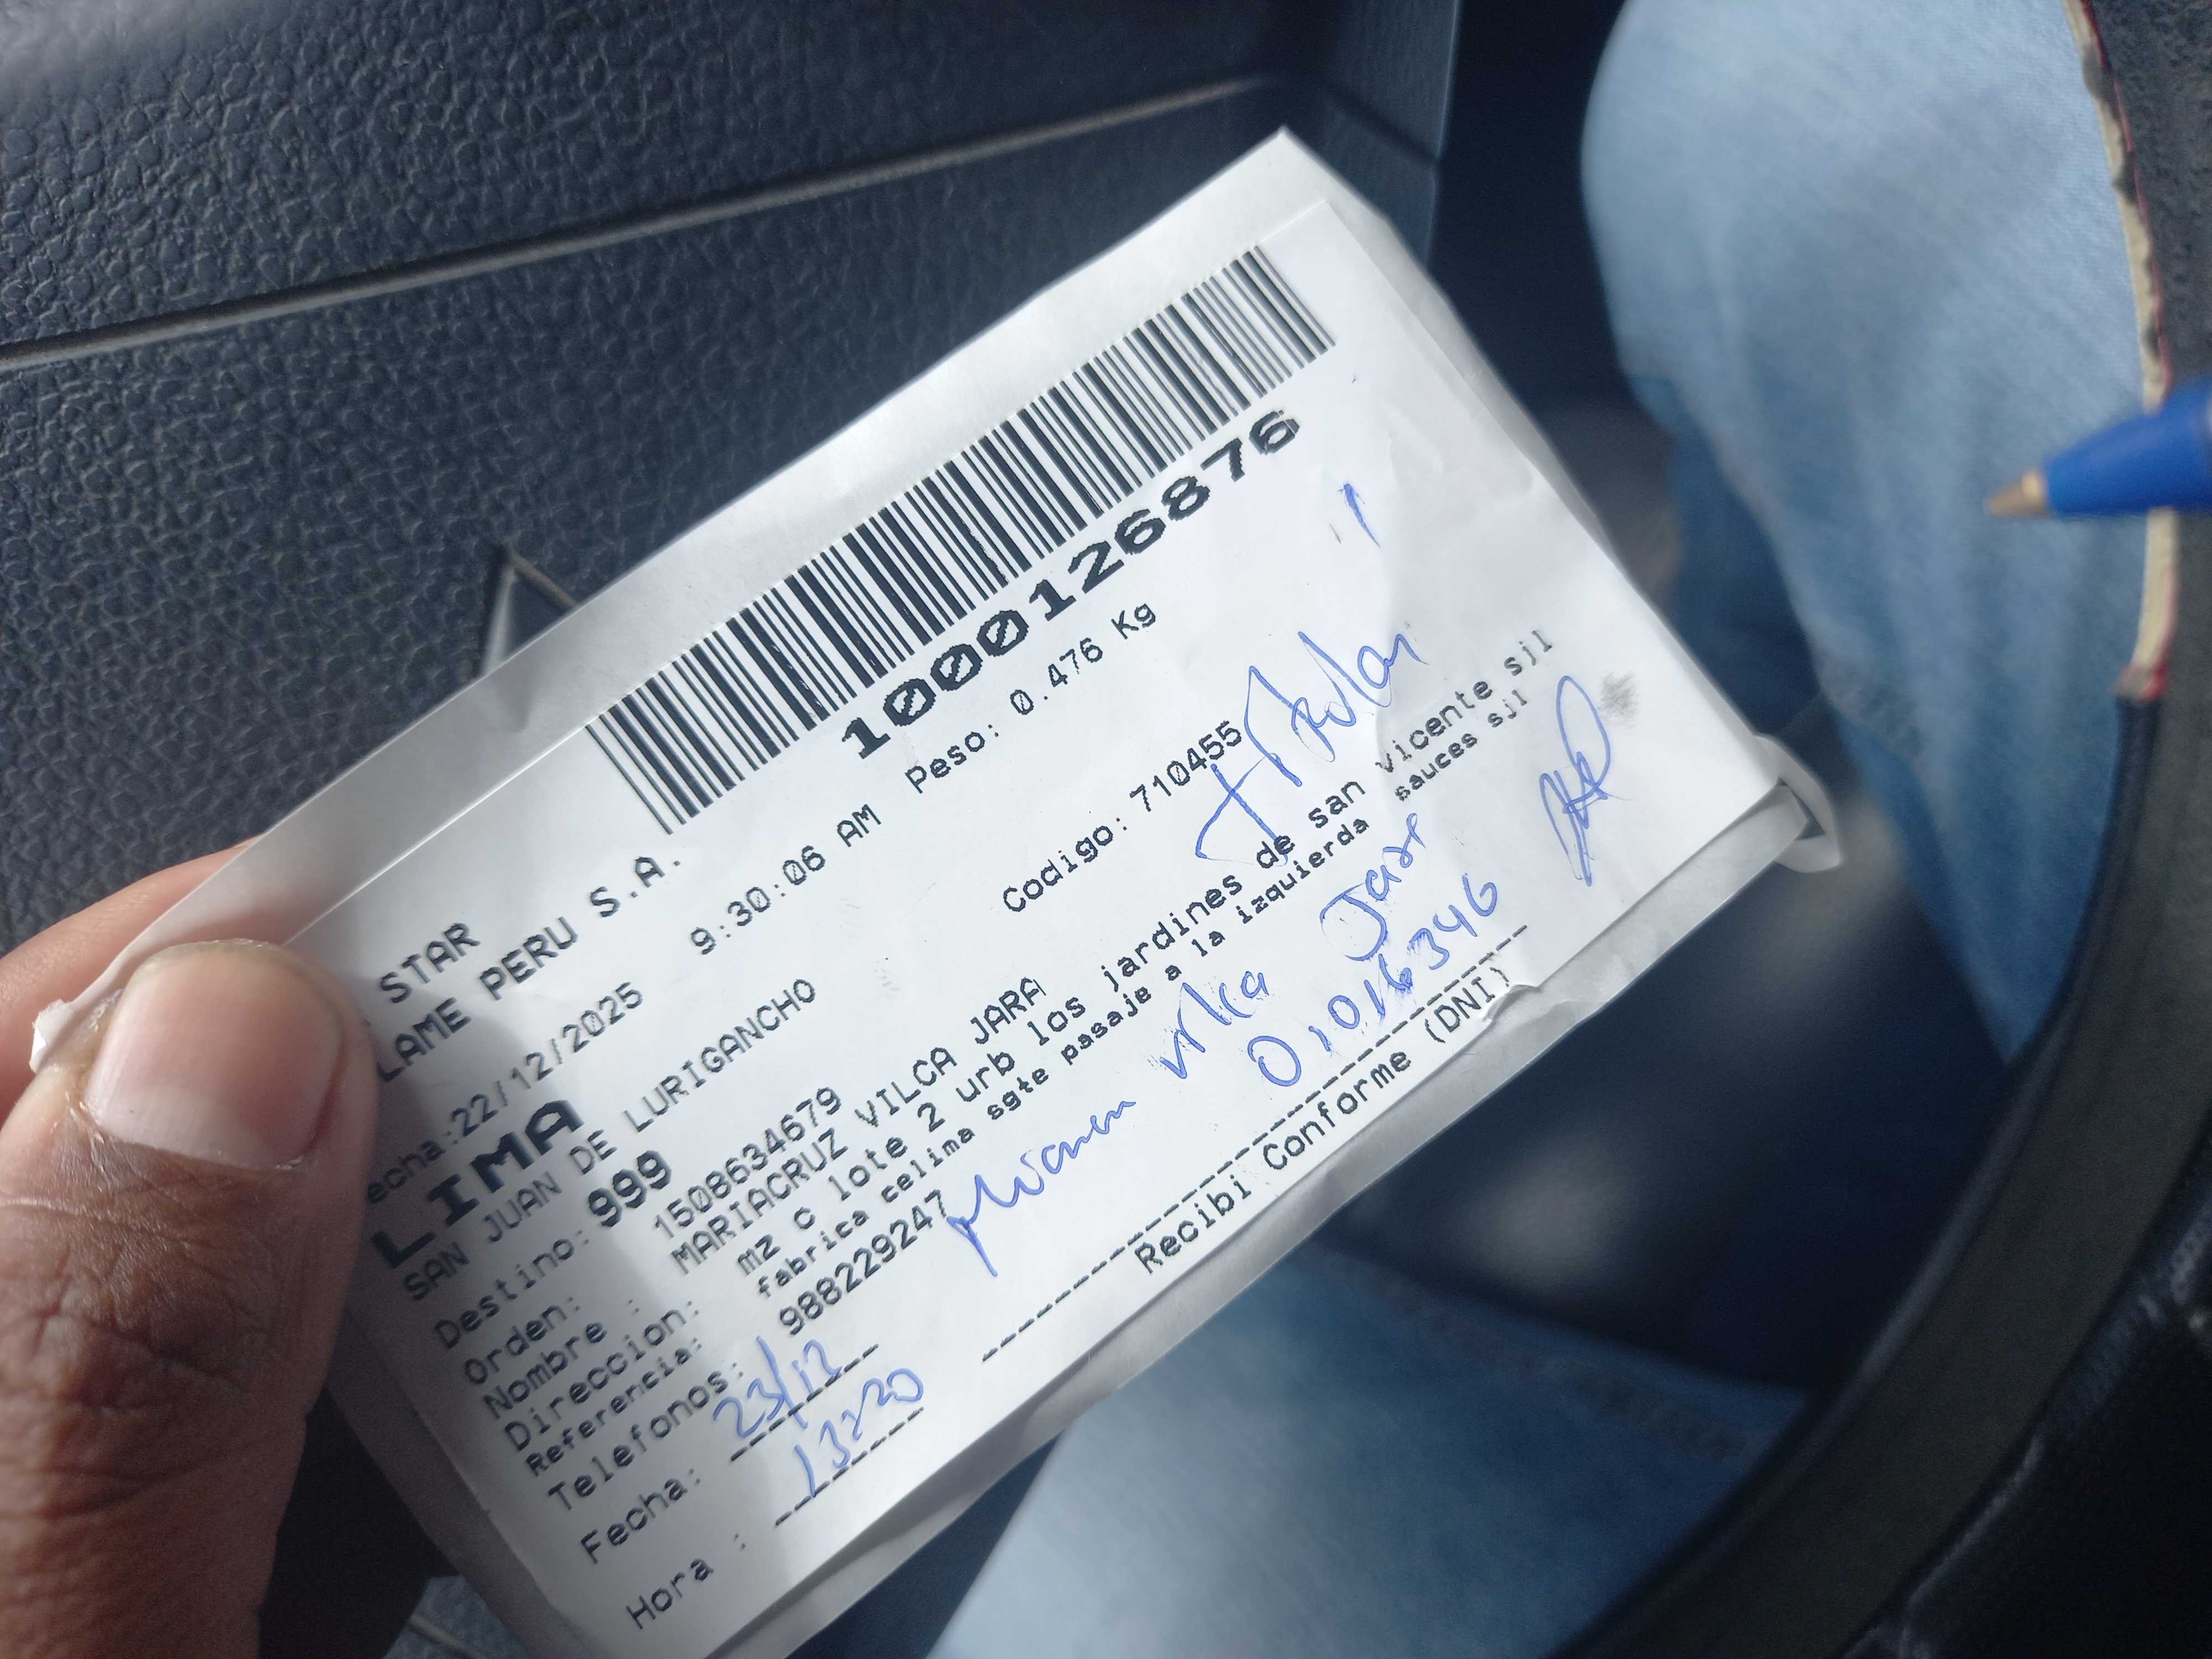 1000126876
STAR
LAME PERU S.A.
echa:22/12/2025 9:30:06 AM Peso: 0.476 Kg
LIMA
SAN JUAN DE LURIGANCHO
Destino: 999
Orden: 1508634679 Codigo: 710455
Nombre : MARIACRUZ VILCA JARA
Direccion: mz c lote 2 urb los jardines de san vicente sjl
Referencia: fabrica celima sgte pasaje a la izquierda sauces sjl
Telefonos: 988229247
Titular
vilca Jara
Fecha: 23/12
Hora : 13:20
Recibi Conforme (DNI)